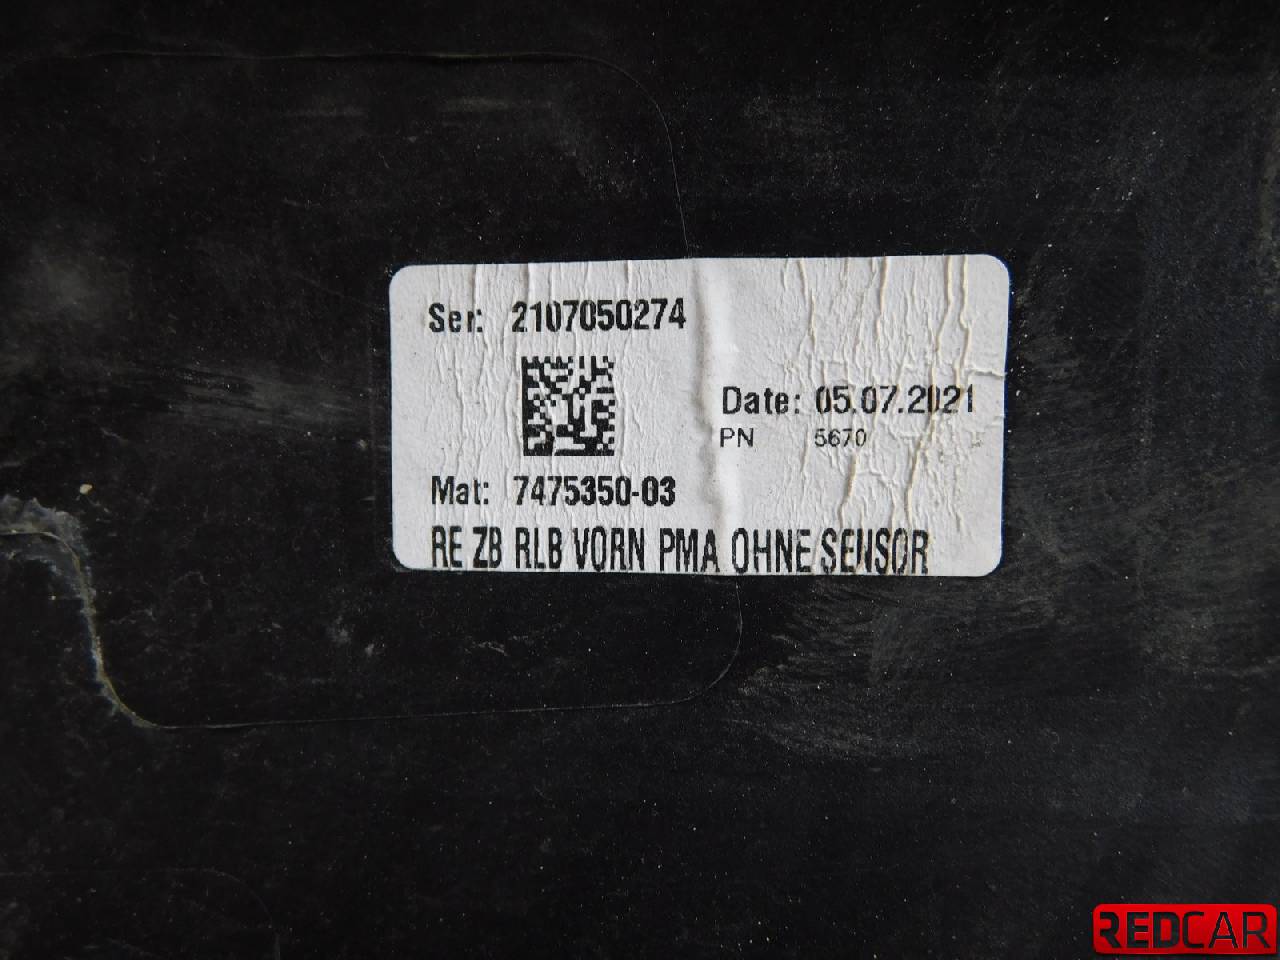 Ser: 2107050274
Date: 05.07.2021
PN 5670
Mat: 7475350-03
RE ZB RLB VORN PMA OHNE SENSOR
REDCAR